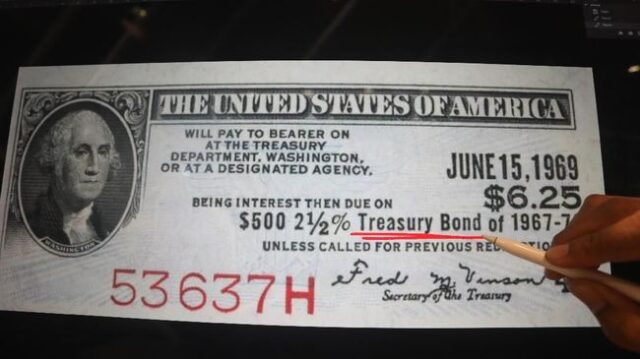 THE UNITED STATES OF AMERICA
WILL PAY TO BEARER ON
AT THE TREASURY
DEPARTMENT, WASHINGTON,
OR AT A DESIGNATED AGENCY.
JUNE 15, 1969
$6.25
BEING INTEREST THEN DUE ON
$500 2½% Treasury Bond of 1967-7
UNLESS CALLED FOR PREVIOUS
WASHINGTON
53637H
Fred M. Vinson
Secretary of the Treasury